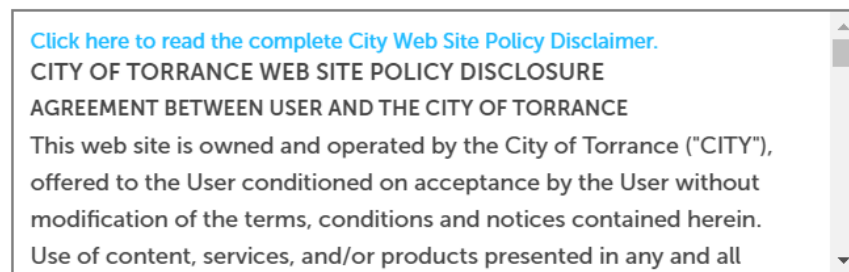 Click here to read the complete City Web Site Policy Disclaimer.
CITY OF TORRANCE WEB SITE POLICY DISCLOSURE
AGREEMENT BETWEEN USER AND THE CITY OF TORRANCE
This web site is owned and operated by the City of Torrance ("CITY"),
offered to the User conditioned on acceptance by the User without
modification of the terms, conditions and notices contained herein.
Use of content, services, and/or products presented in any and all